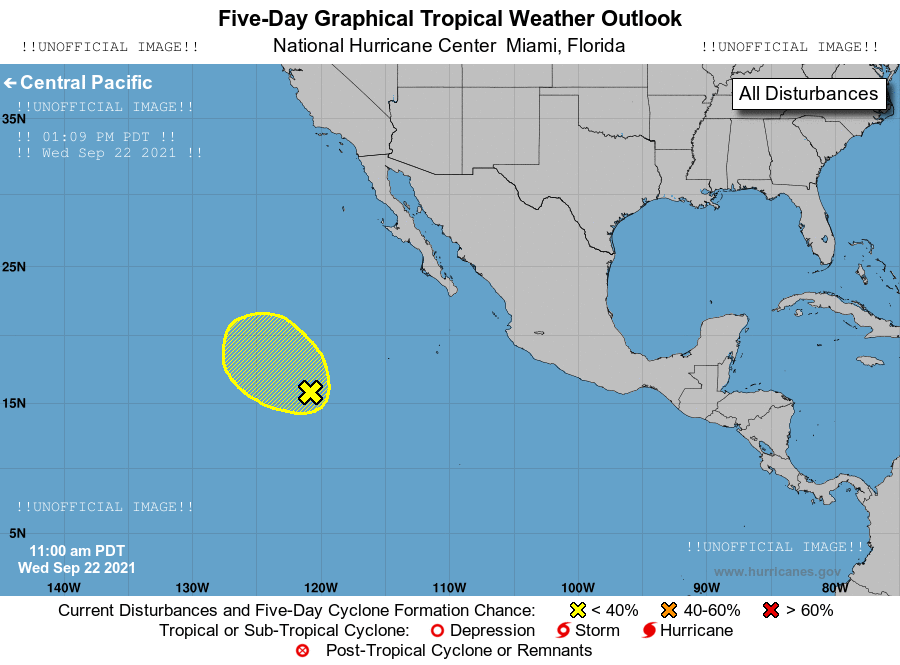 Five-Day Graphical Tropical Weather Outlook
!!UNOFFICIAL IMAGE!! National Hurricane Center  Miami, Florida !!UNOFFICIAL IMAGE!!
← Central Pacific
All Disturbances
!!UNOFFICIAL IMAGE!!
35N
!! 01:09 PM PDT !!
!! Wed Sep 22 2021 !!
25N
15N
!!UNOFFICIAL IMAGE!!
5N
11:00 am PDT
!!UNOFFICIAL IMAGE!!
Wed Sep 22 2021
www.hurricanes.gov
140W 130W 120W 110W 100W 90W 80W
Current Disturbances and Five-Day Cyclone Formation Chance: < 40% 40-60% > 60%
Tropical or Sub-Tropical Cyclone: Depression Storm Hurricane
Post-Tropical Cyclone or Remnants